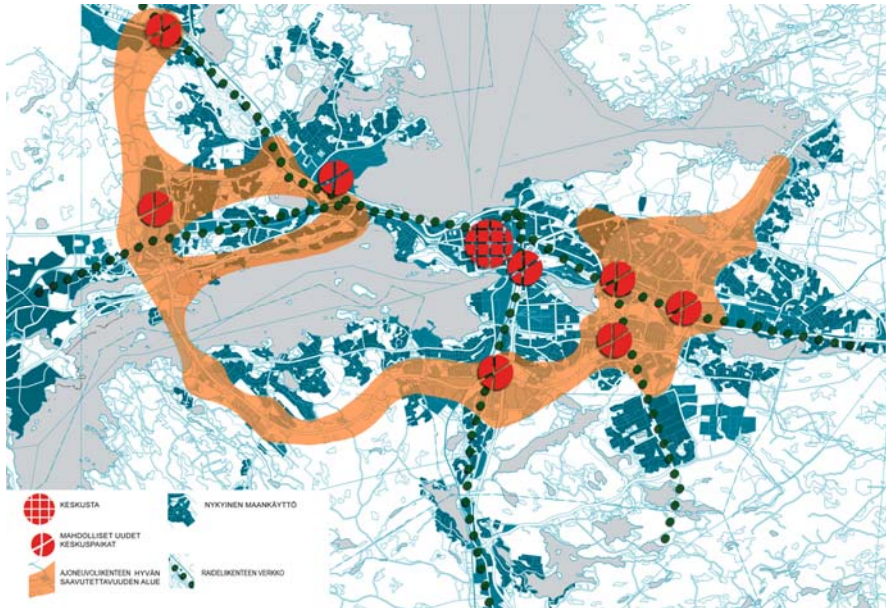 KESKUSTA
NYKYINEN MAANKÄYTTÖ
MAHDOLLISET UUDET
KESKUSPAIKAT
AJONEUVOLIIKENTEEN HYVÄN
SAAVUTETTAVUUDEN ALUE
RAIDELIIKENTEEN VERKKO